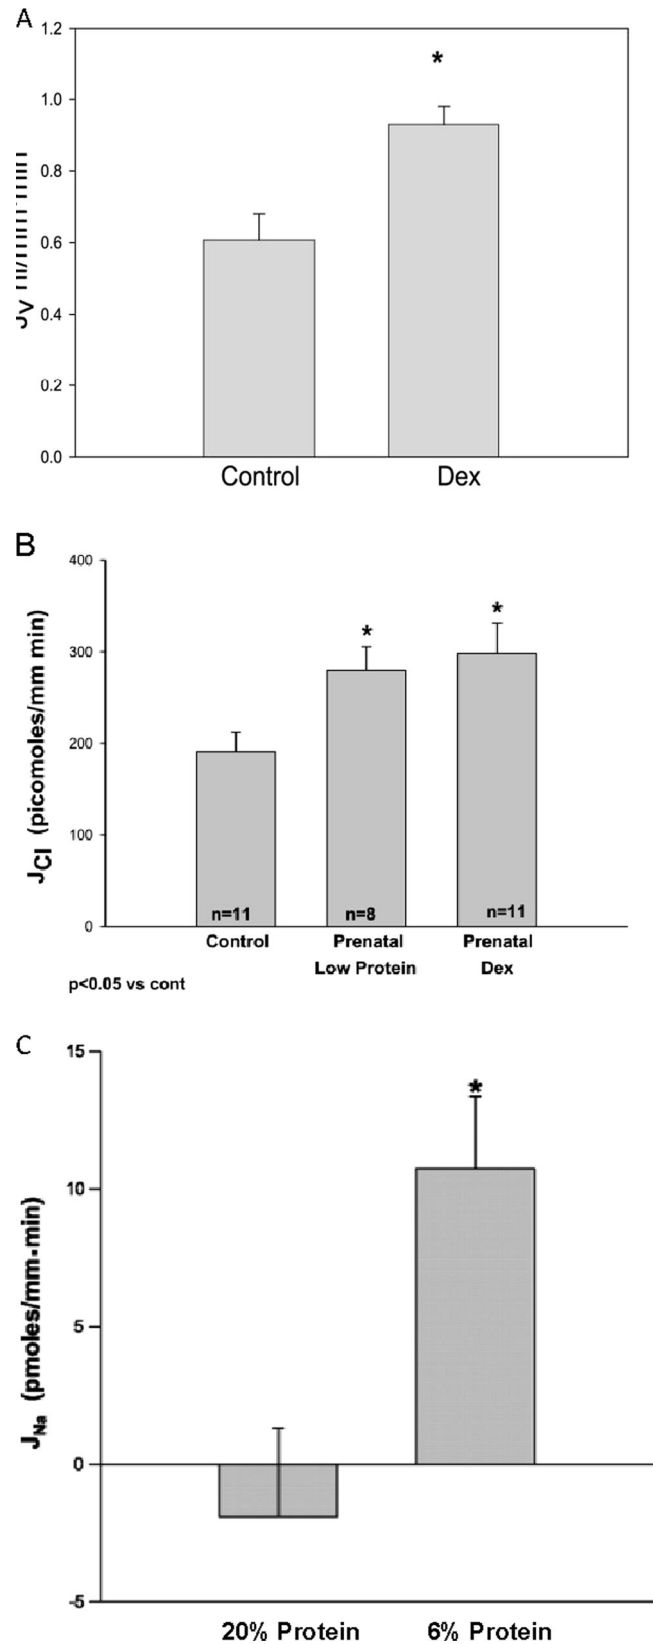 A
1.2
*
1.0
0.8
0.6
0.4
0.2
0.0
Control Dex
B
400
JCl (picomoles/mm min)
* *
300
200
100
n=11 n=8 n=11
0
Control Prenatal Prenatal
Low Protein Dex
p<0.05 vs cont
C
15
*
10
JNa (pmoles/mm-min)
5
0
-5
20% Protein 6% Protein